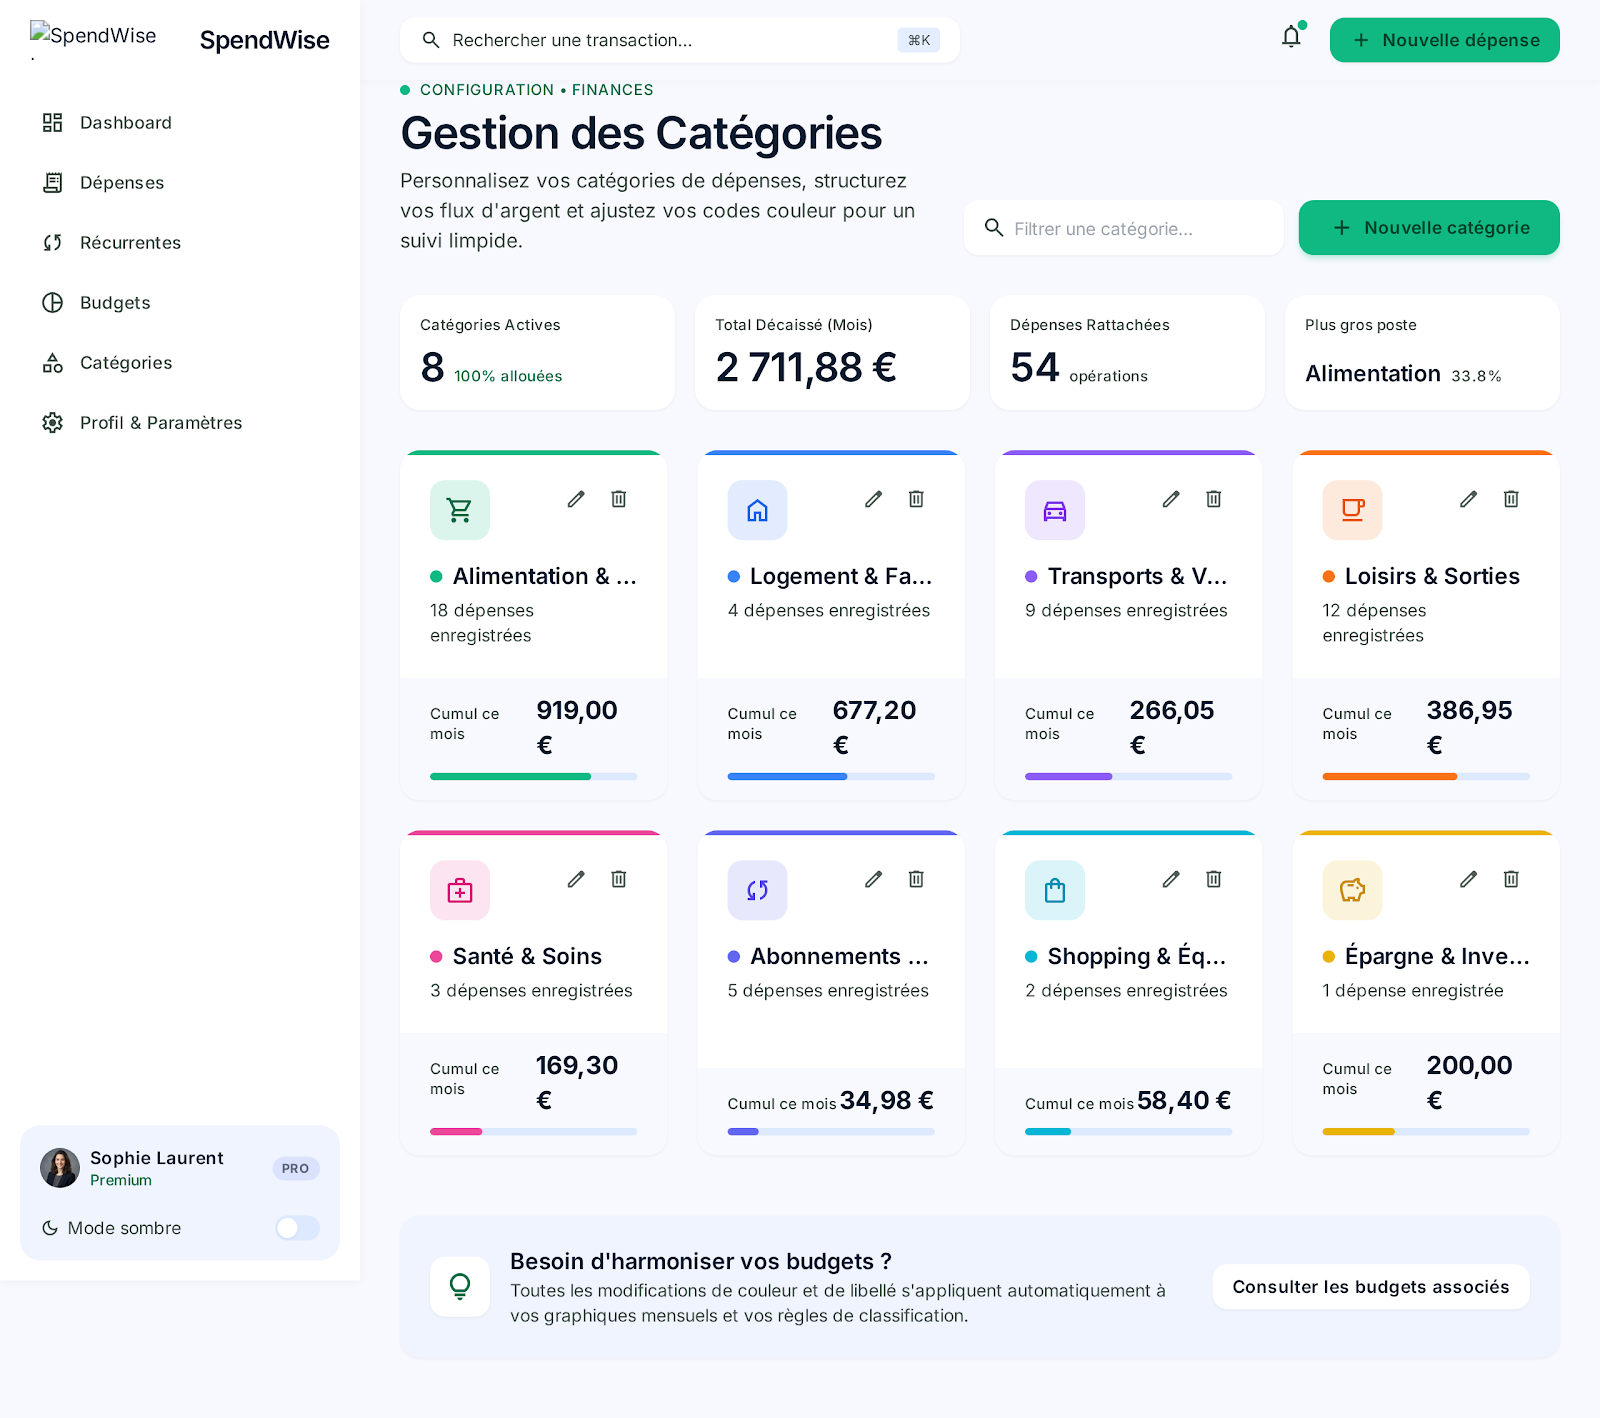 SpendWise
.
SpendWise
Rechercher une transaction...
⌘K
Nouvelle dépense
Dashboard
Dépenses
Récurrentes
Budgets
Catégories
Profil & Paramètres
Sophie Laurent
Premium
PRO
Mode sombre
CONFIGURATION • FINANCES
Gestion des Catégories
Personnalisez vos catégories de dépenses, structurez
vos flux d'argent et ajustez vos codes couleur pour un
suivi limpide.
Filtrer une catégorie...
Nouvelle catégorie
Catégories Actives
8 100% allouées
Total Décaissé (Mois)
2 711,88 €
Dépenses Rattachées
54 opérations
Plus gros poste
Alimentation 33.8%
Alimentation & ...
18 dépenses
enregistrées
Cumul ce
mois
919,00
€
Logement & Fa...
4 dépenses enregistrées
Cumul ce
mois
677,20
€
Transports & V...
9 dépenses enregistrées
Cumul ce
mois
266,05
€
Loisirs & Sorties
12 dépenses
enregistrées
Cumul ce
mois
386,95
€
Santé & Soins
3 dépenses enregistrées
Cumul ce
mois
169,30
€
Abonnements ...
5 dépenses enregistrées
Cumul ce mois 34,98 €
Shopping & Éq...
2 dépenses enregistrées
Cumul ce mois 58,40 €
Épargne & Inve...
1 dépense enregistrée
Cumul ce
mois
200,00
€
Besoin d'harmoniser vos budgets ?
Toutes les modifications de couleur et de libellé s'appliquent automatiquement à
vos graphiques mensuels et vos règles de classification.
Consulter les budgets associés